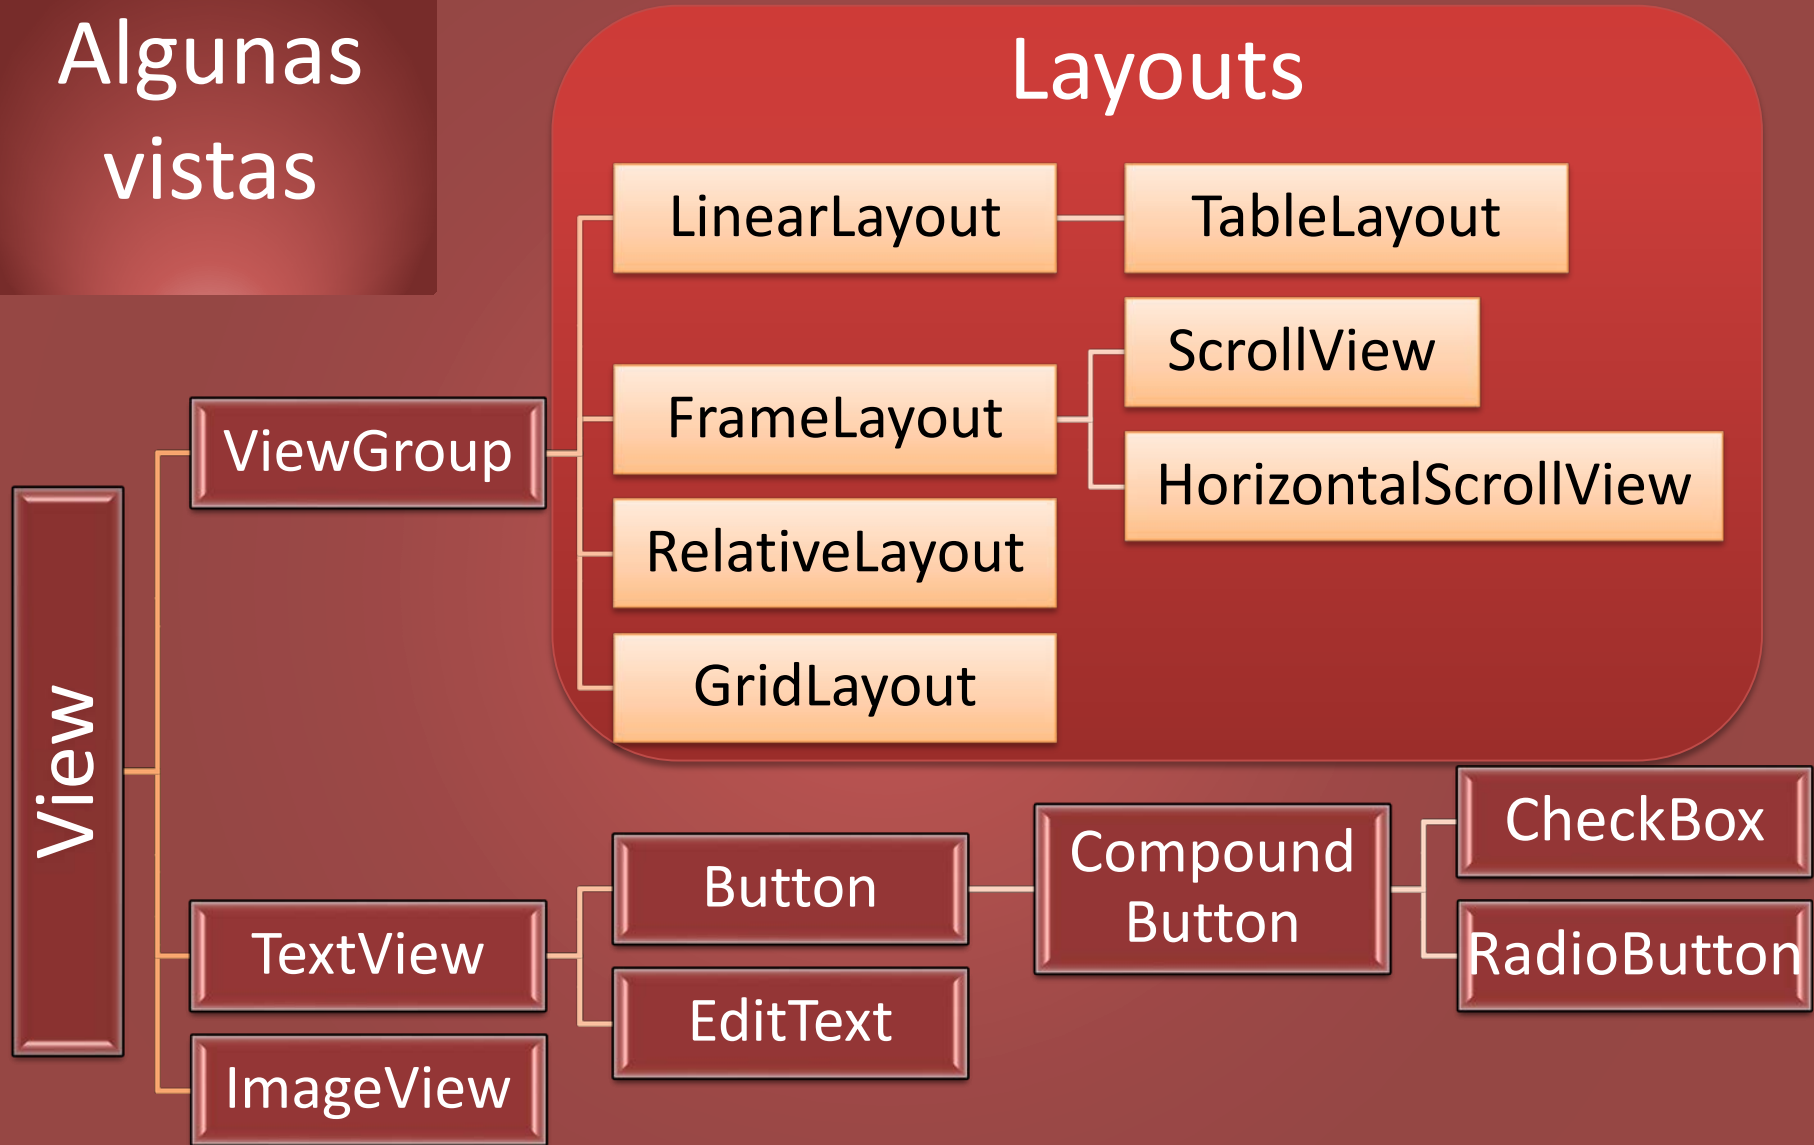 Algunas
vistas
Layouts
LinearLayout
TableLayout
ScrollView
FrameLayout
HorizontalScrollView
ViewGroup
RelativeLayout
GridLayout
View
CheckBox
Compound
Button
Button
RadioButton
TextView
EditText
ImageView